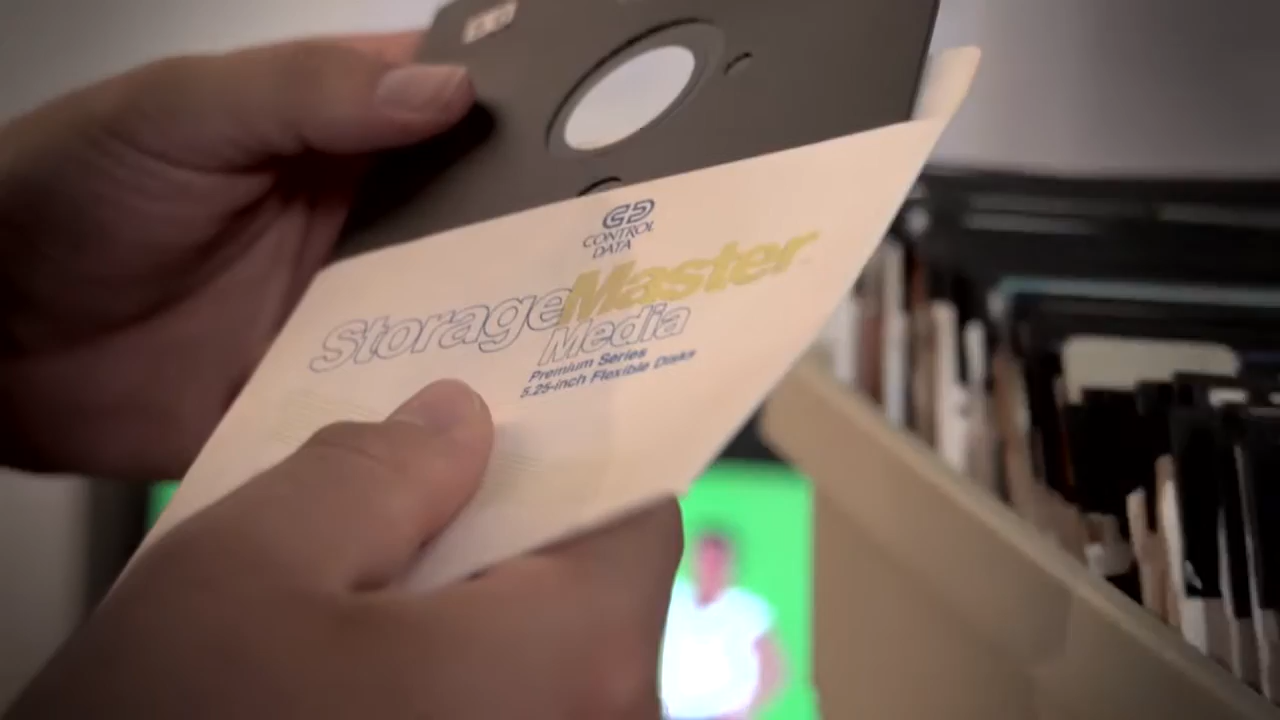 CONTROL
DATA
StorageMaster
Media
Premium Series
5.25-inch Flexible Disks